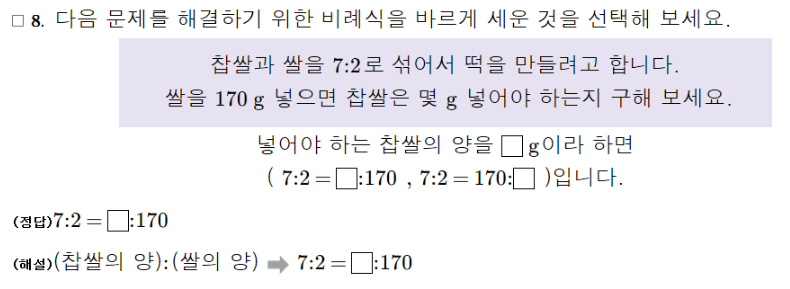 □ 8. 다음 문제를 해결하기 위한 비례식을 바르게 세운 것을 선택해 보세요.
찹쌀과 쌀을 7:2로 섞어서 떡을 만들려고 합니다.
쌀을 170 g 넣으면 찹쌀은 몇 g 넣어야 하는지 구해 보세요.
넣어야 하는 찹쌀의 양을 □ g이라 하면
( 7:2 = □:170 , 7:2 = 170:□ )입니다.
(정답)7:2 = □:170
(해설)(찹쌀의 양):(쌀의 양) ➡ 7:2 = □:170